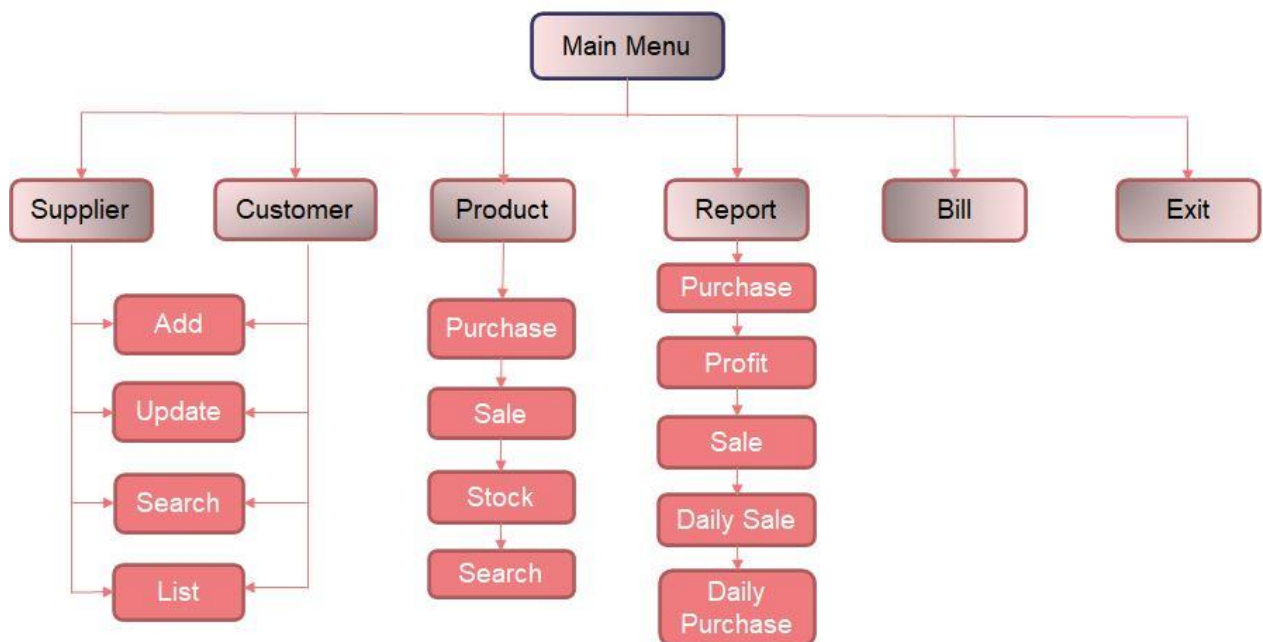 Main Menu
Supplier
Customer
Product
Report
Bill
Exit
Add
Update
Search
List
Purchase
Sale
Stock
Search
Purchase
Profit
Sale
Daily Sale
Daily
Purchase